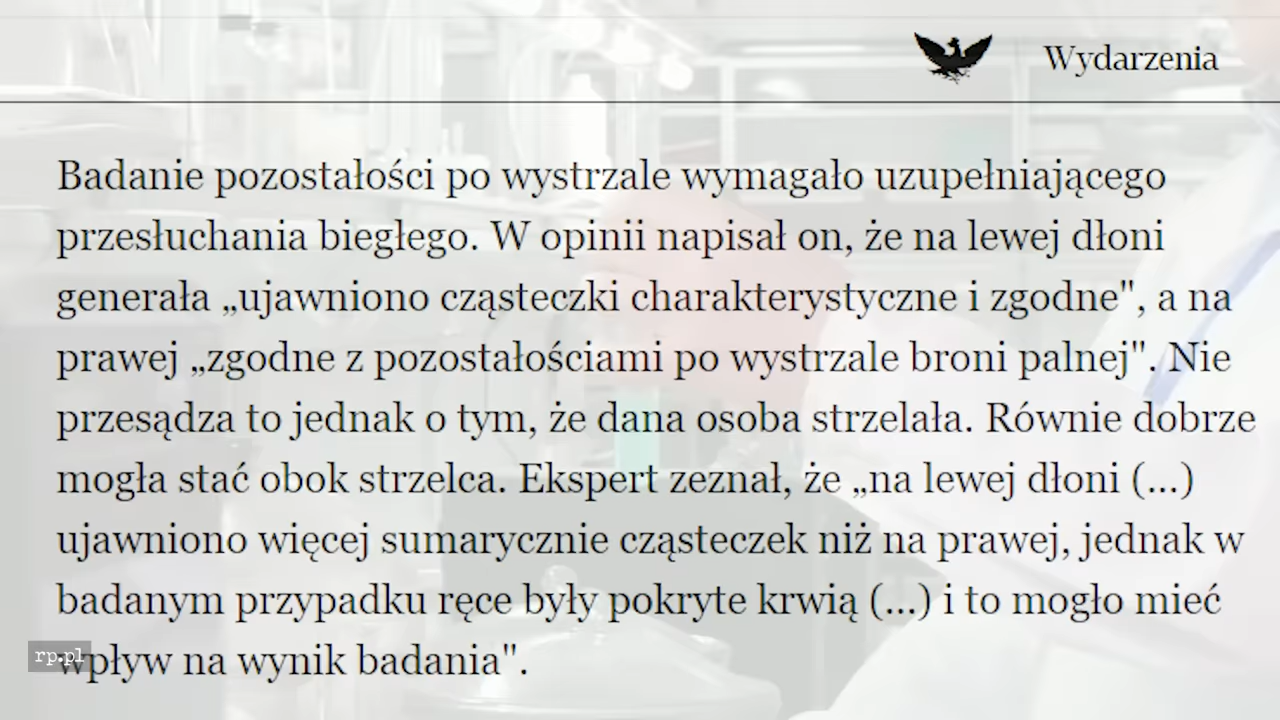 Wydarzenia
Badanie pozostałości po wystrzale wymagało uzupełniającego
przesłuchania biegłego. W opinii napisał on, że na lewej dłoni
generała „ujawniono cząsteczki charakterystyczne i zgodne", a na
prawej „zgodne z pozostałościami po wystrzale broni palnej". Nie
przesądza to jednak o tym, że dana osoba strzelała. Równie dobrze
mogła stać obok strzelca. Ekspert zeznał, że „na lewej dłoni (...)
ujawniono więcej sumarycznie cząsteczek niż na prawej, jednak w
badanym przypadku ręce były pokryte krwią (...) i to mogło mieć
wpływ na wynik badania".
rp.pl